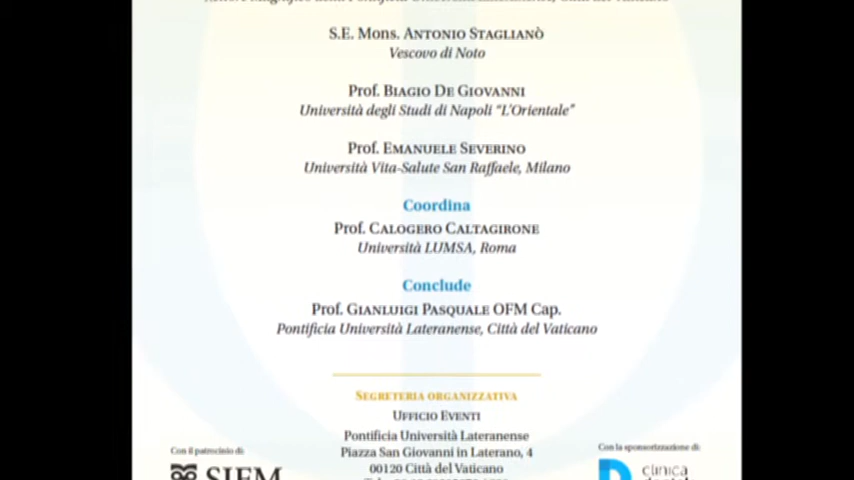 S.E. Mons. ANTONIO STAGLIANÒ
Vescovo di Noto
Prof. BIAGIO DE GIOVANNI
Università degli Studi di Napoli "L'Orientale"
Prof. EMANUELE SEVERINO
Università Vita-Salute San Raffaele, Milano
Coordina
Prof. CALOGERO CALTAGIRONE
Università LUMSA, Roma
Conclude
Prof. GIANLUIGI PASQUALE OFM Cap.
Pontificia Università Lateranense, Città del Vaticano
SEGRETERIA ORGANIZZATIVA
UFFICIO EVENTI
Pontificia Università Lateranense
Piazza San Giovanni in Laterano, 4
00120 Città del Vaticano
Con il patrocinio di:
SIFM
Con la sponsorizzazione di:
clinica